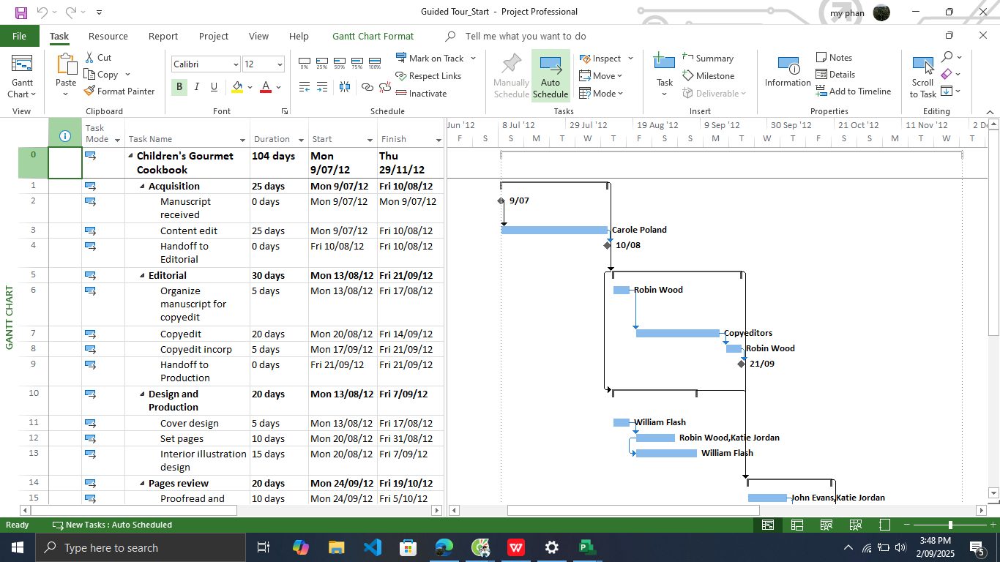 Guided Tour_Start - Project Professional
my phan
File Task Resource Report Project View Help Gantt Chart Format Tell me what you want to do
Gantt
Chart
View
Paste
Cut
Copy
Format Painter
Clipboard
Calibri 12
B I U A
Font
0% 25% 50% 75% 100%
Mark on Track
Respect Links
Inactivate
Schedule
Manually
Schedule
Auto
Schedule
Inspect
Move
Mode
Tasks
Task
Summary
Milestone
Deliverable
Insert
Information
Notes
Details
Add to Timeline
Properties
Scroll
to Task
Editing
Task
Mode Task Name Duration Start Finish
Jun '12 8 Jul '12 29 Jul '12 19 Aug '12 9 Sep '12 30 Sep '12 21 Oct '12 11 Nov '12 2 De
F S S M T W T F S S M T W T F S S M T W T
GANTT CHART
0 Children's Gourmet 104 days Mon Thu
Cookbook 9/07/12 29/11/12
1 Acquisition 25 days Mon 9/07/12 Fri 10/08/12
2 Manuscript 0 days Mon 9/07/12 Mon 9/07/12 9/07
received
3 Content edit 25 days Mon 9/07/12 Fri 10/08/12 Carole Poland
4 Handoff to 0 days Fri 10/08/12 Fri 10/08/12 10/08
Editorial
5 Editorial 30 days Mon 13/08/12 Fri 21/09/12
6 Organize 5 days Mon 13/08/12 Fri 17/08/12 Robin Wood
manuscript for
copyedit
7 Copyedit 20 days Mon 20/08/12 Fri 14/09/12 Copyeditors
8 Copyedit incorp 5 days Mon 17/09/12 Fri 21/09/12 Robin Wood
9 Handoff to 0 days Fri 21/09/12 Fri 21/09/12 21/09
Production
10 Design and 20 days Mon 13/08/12 Fri 7/09/12
Production
11 Cover design 5 days Mon 13/08/12 Fri 17/08/12 William Flash
12 Set pages 10 days Mon 20/08/12 Fri 31/08/12 Robin Wood,Katie Jordan
13 Interior illustration 15 days Mon 20/08/12 Fri 7/09/12 William Flash
design
14 Pages review 20 days Mon 24/09/12 Fri 19/10/12
15 Proofread and 10 days Mon 24/09/12 Fri 5/10/12 John Evans,Katie Jordan
Ready New Tasks : Auto Scheduled
Type here to search
3:48 PM
2/09/2025
5